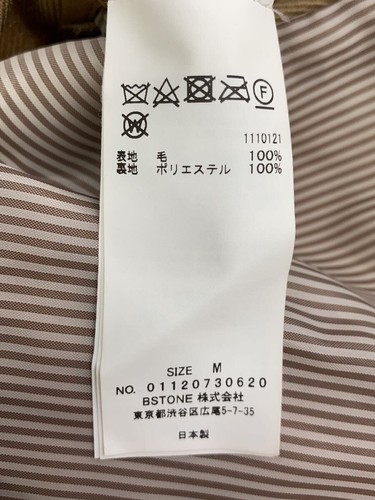 F
W
1110121
表地 毛 100%
裏地 ポリエステル 100%
SIZE M
NO. 01120730620
BSTONE 株式会社
東京都渋谷区広尾5-7-35
日本製